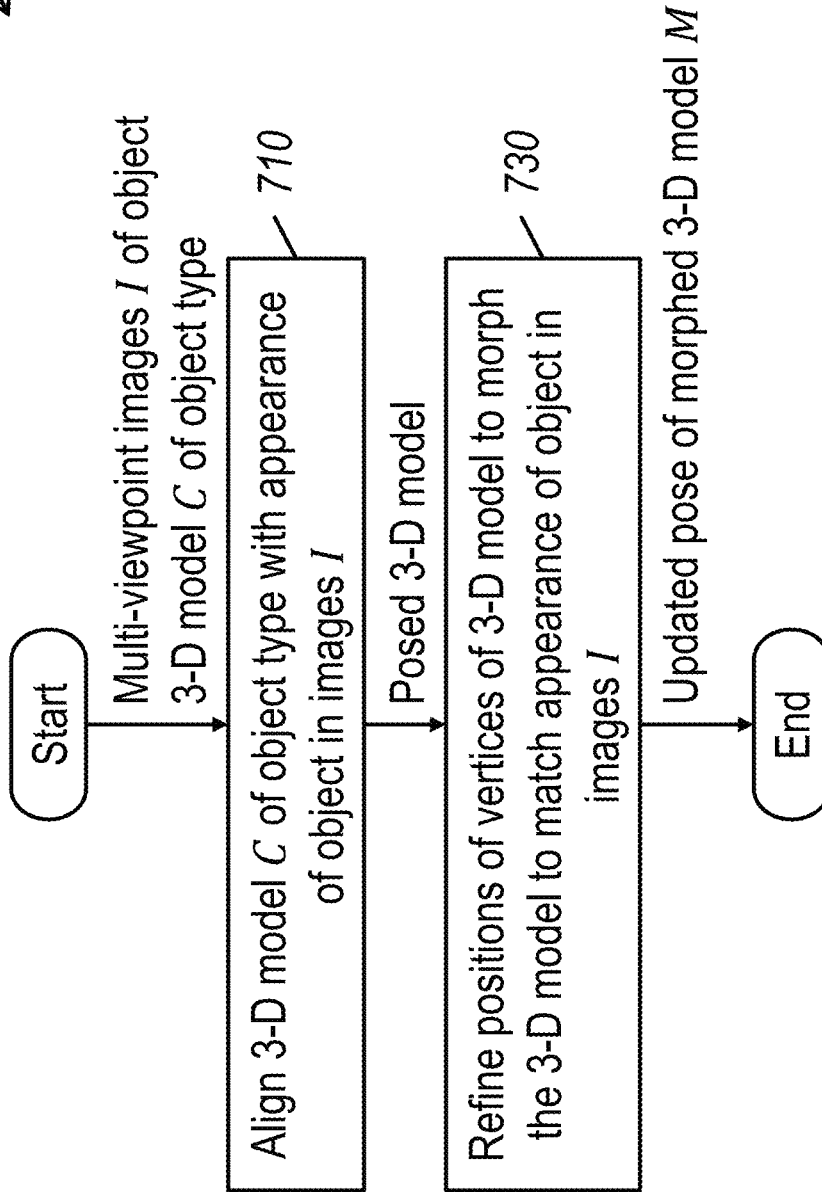 Start
Multi-viewpoint images I of object
3-D model C of object type
Align 3-D model C of object type with appearance
of object in images I
710
Posed 3-D model
Refine positions of vertices of 3-D model to morph
the 3-D model to match appearance of object in
images I
730
Updated pose of morphed 3-D model M
End